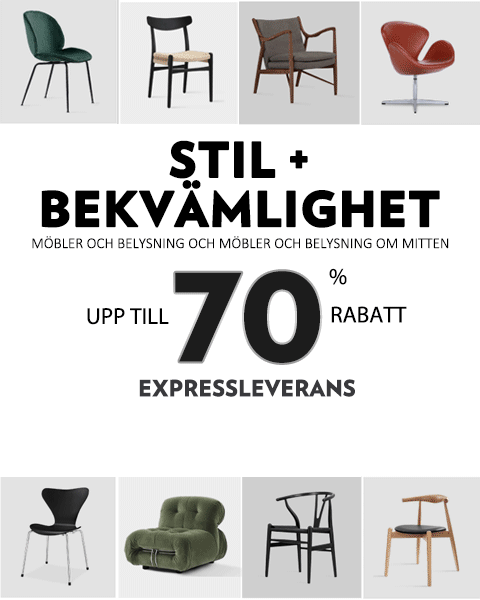 STIL +
BEKVÄMLIGHET
MÖBLER OCH BELYSNING OCH MÖBLER OCH BELYSNING OM MITTEN
UPP TILL 70 % RABATT
EXPRESSLEVERANS